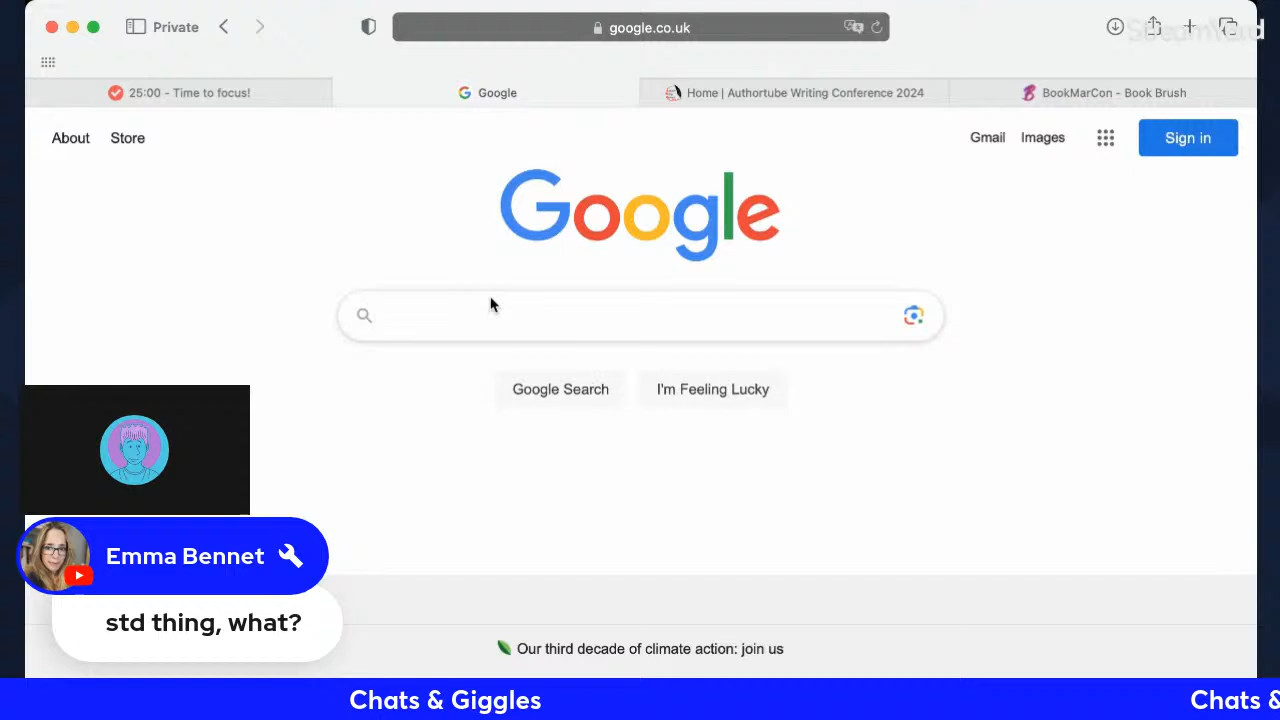 Private
google.co.uk
StreamYard
25:00 - Time to focus!
Google
Home | Authortube Writing Conference 2024
BookMarCon - Book Brush
About
Store
Gmail
Images
Sign in
Google
Google Search
I'm Feeling Lucky
Emma Bennet
std thing, what?
Our third decade of climate action: join us
Chats & Giggles
Chats &